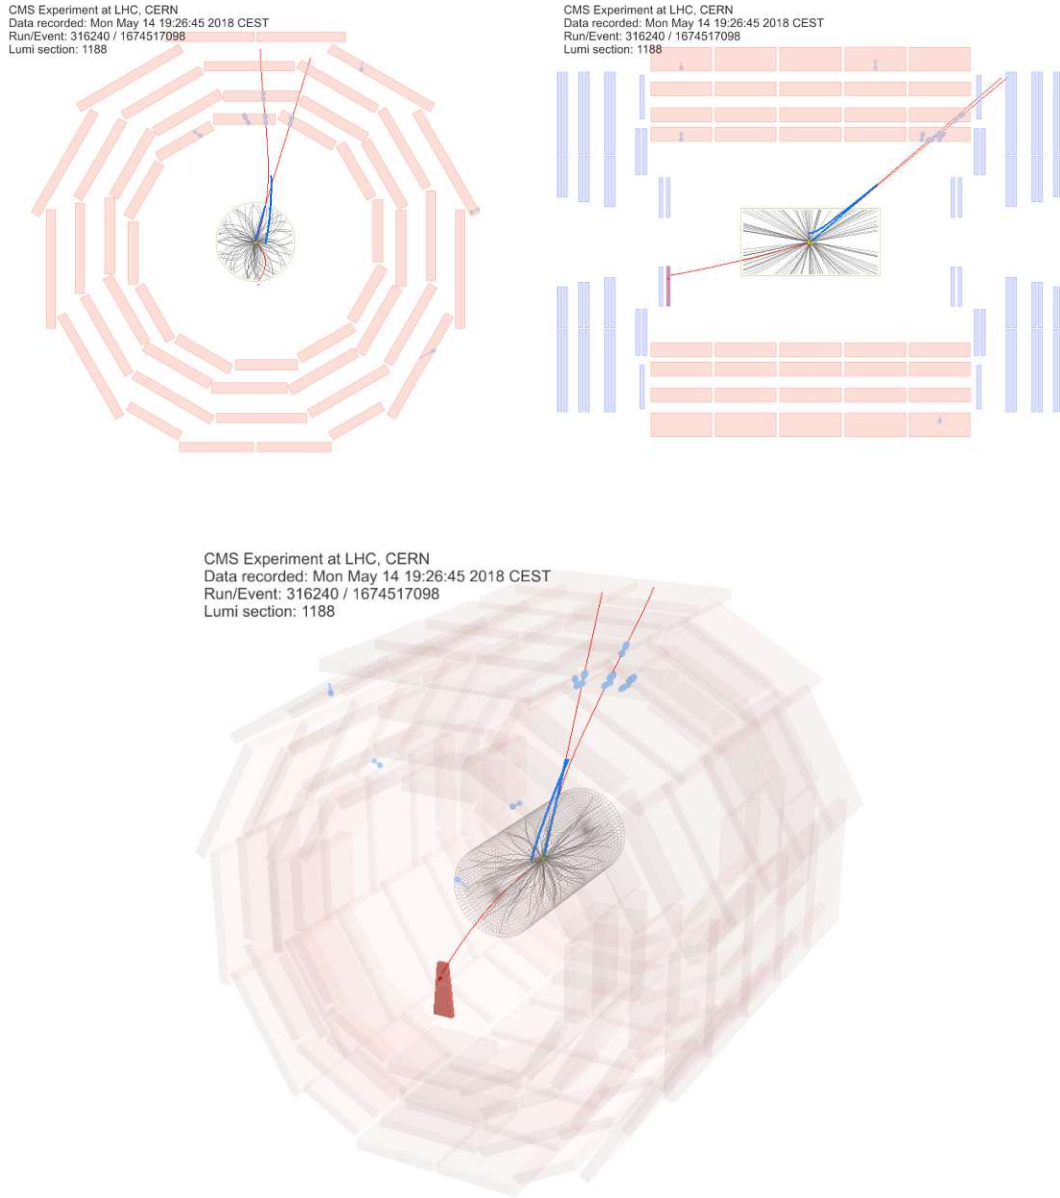 CMS Experiment at LHC, CERN
Data recorded: Mon May 14 19:26:45 2018 CEST
Run/Event: 316240 / 1674517098
Lumi section: 1188
CMS Experiment at LHC, CERN
Data recorded: Mon May 14 19:26:45 2018 CEST
Run/Event: 316240 / 1674517098
Lumi section: 1188
CMS Experiment at LHC, CERN
Data recorded: Mon May 14 19:26:45 2018 CEST
Run/Event: 316240 / 1674517098
Lumi section: 1188